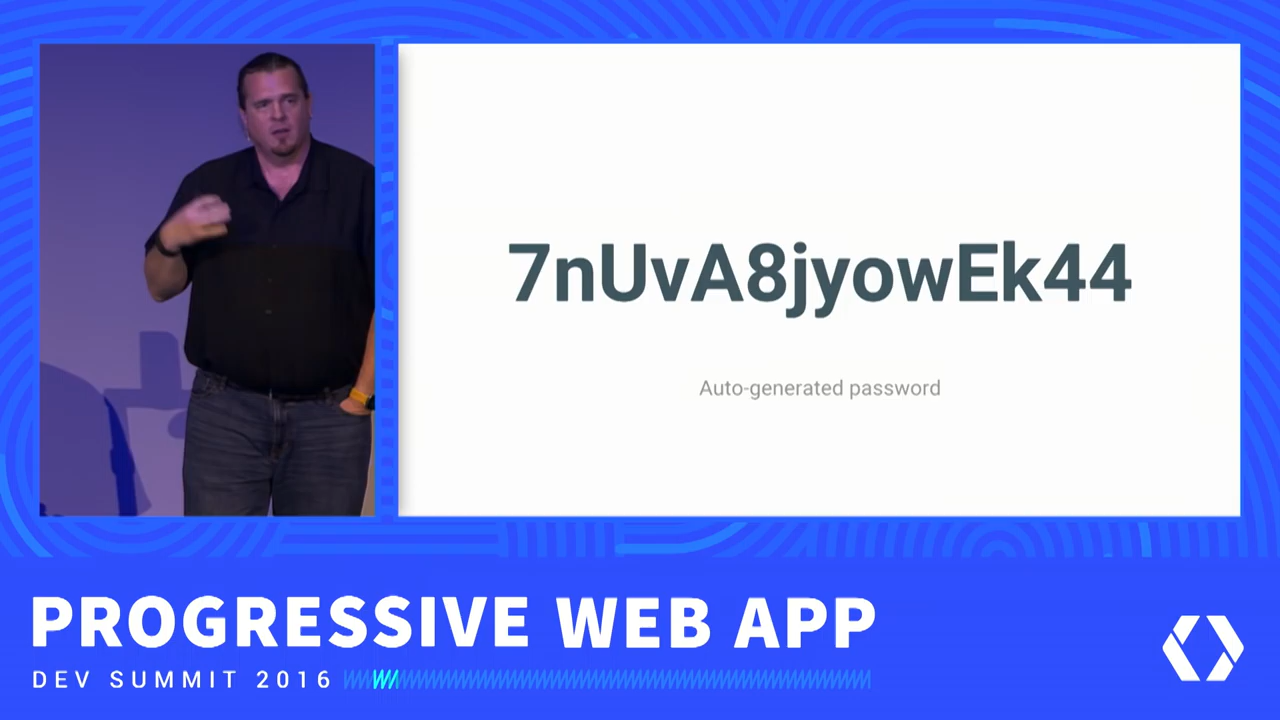 7nUvA8jyowEk44
Auto-generated password
PROGRESSIVE WEB APP
DEV SUMMIT 2016